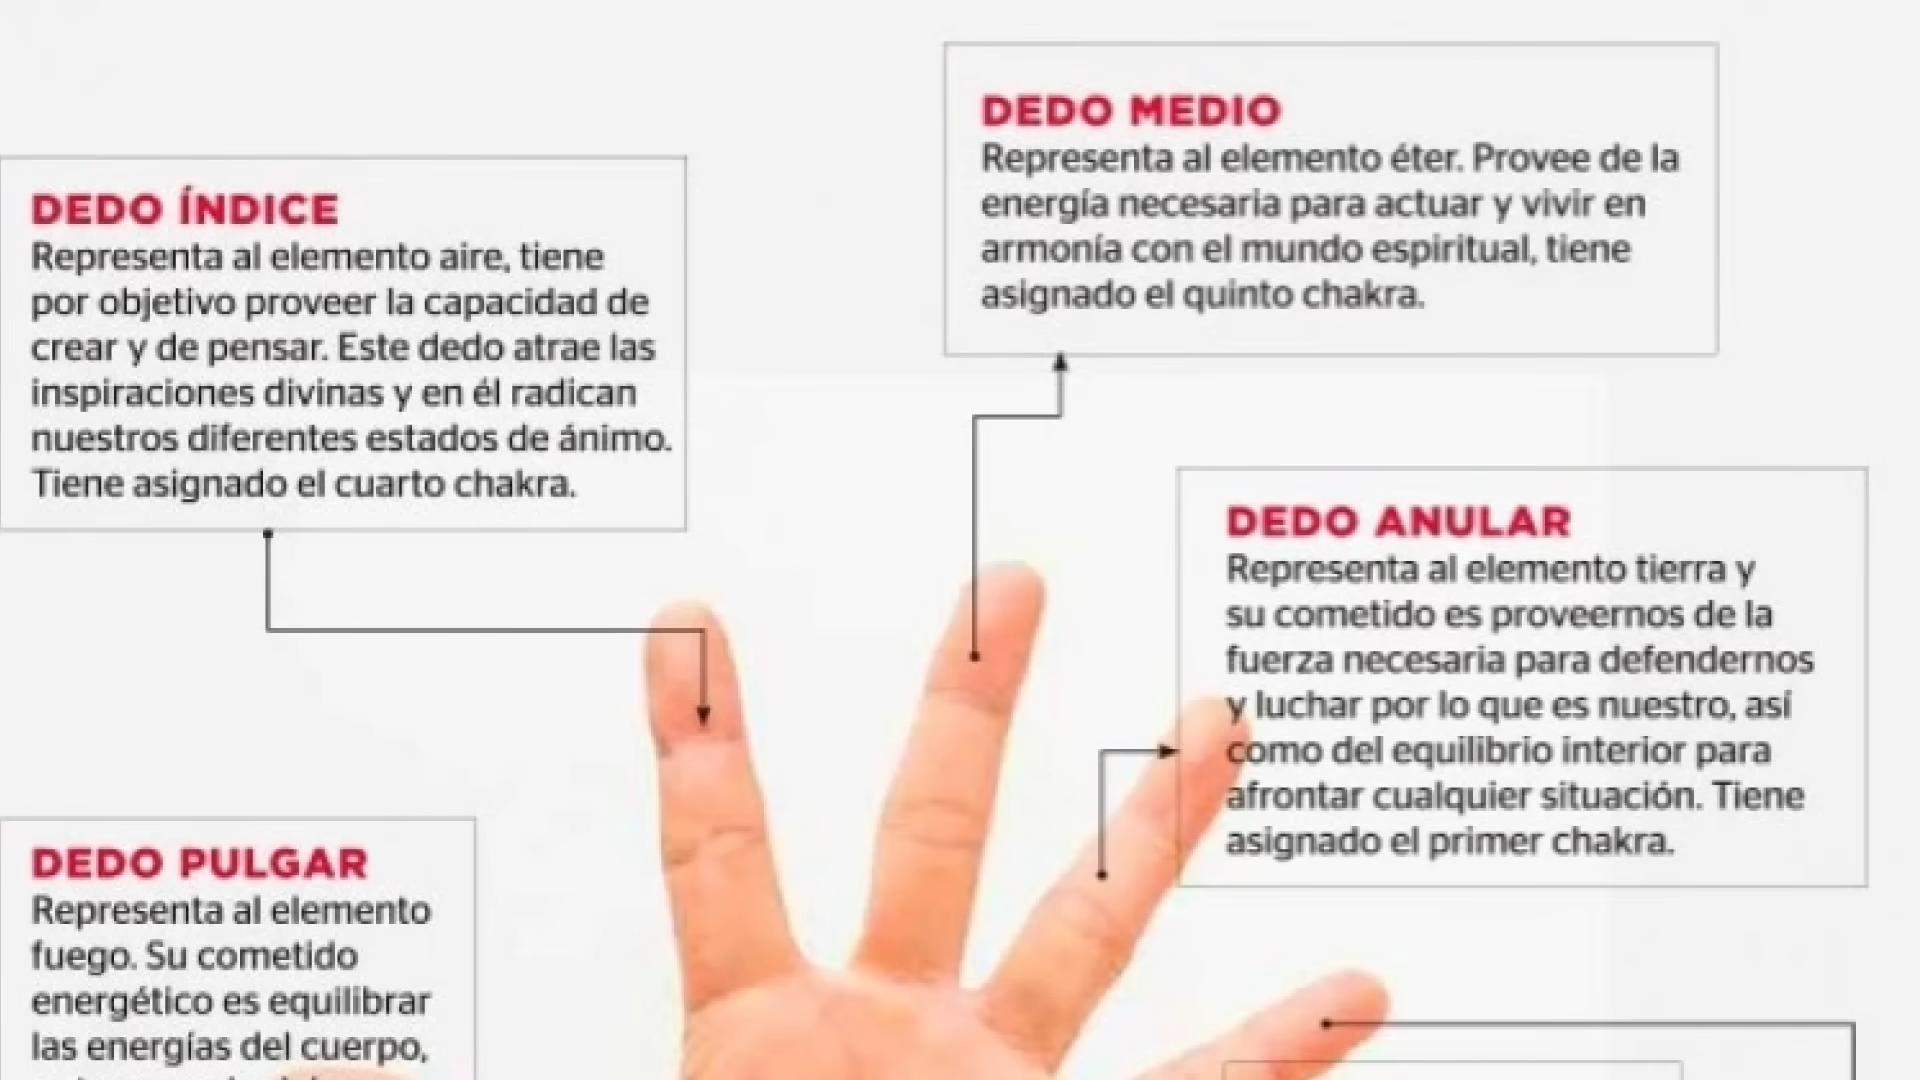 DEDO MEDIO
Representa al elemento éter. Provee de la
energía necesaria para actuar y vivir en
armonía con el mundo espiritual, tiene
asignado el quinto chakra.
DEDO ÍNDICE
Representa al elemento aire, tiene
por objetivo proveer la capacidad de
crear y de pensar. Este dedo atrae las
inspiraciones divinas y en él radican
nuestros diferentes estados de ánimo.
Tiene asignado el cuarto chakra.
DEDO ANULAR
Representa al elemento tierra y
su cometido es proveernos de la
fuerza necesaria para defendernos
y luchar por lo que es nuestro, así
como del equilibrio interior para
afrontar cualquier situación. Tiene
asignado el primer chakra.
DEDO PULGAR
Representa al elemento
fuego. Su cometido
energético es equilibrar
las energías del cuerpo,